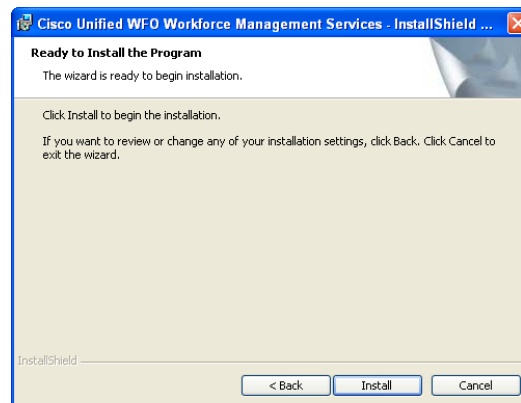 Cisco Unified WFO Workforce Management Services - InstallShield ...
Ready to Install the Program
The wizard is ready to begin installation.
Click Install to begin the installation.
If you want to review or change any of your installation settings, click Back. Click Cancel to
exit the wizard.
InstallShield
< Back
Install
Cancel